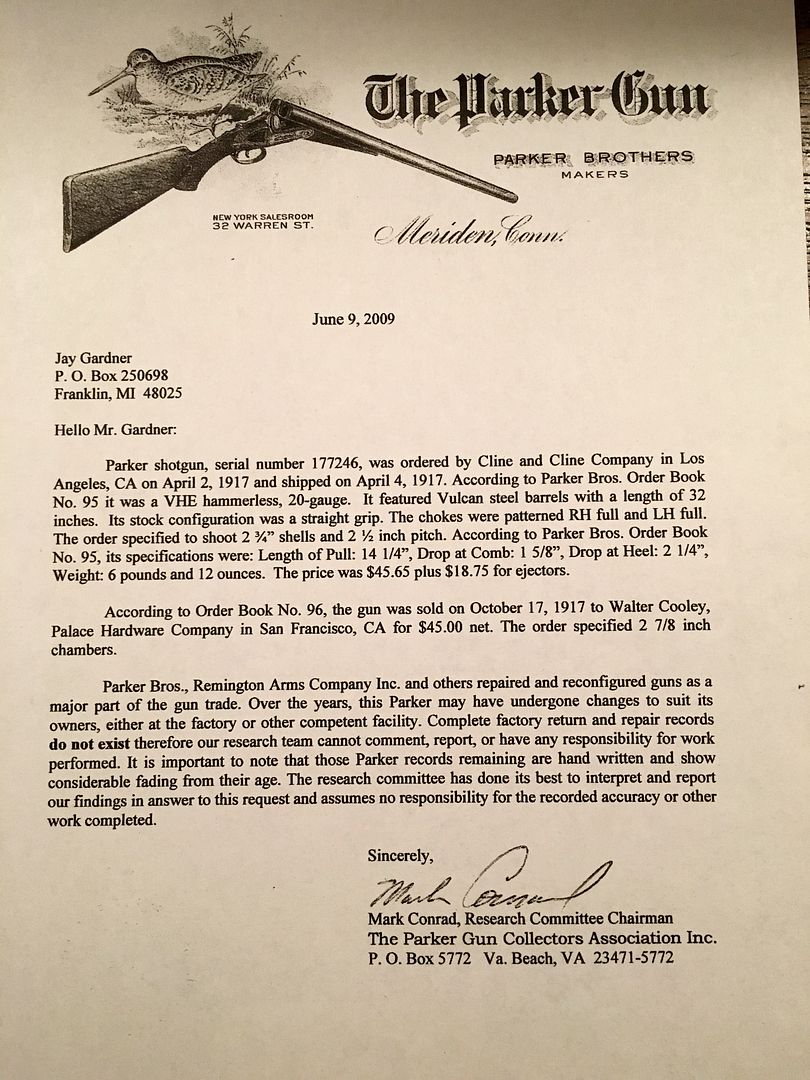 The Parker Gun
PARKER BROTHERS
MAKERS
NEW YORK SALESROOM
32 WARREN ST.
Meriden, Conn.
June 9, 2009
Jay Gardner
P. O. Box 250698
Franklin, MI 48025
Hello Mr. Gardner:
Parker shotgun, serial number 177246, was ordered by Cline and Cline Company in Los
Angeles, CA on April 2, 1917 and shipped on April 4, 1917. According to Parker Bros. Order Book
No. 95 it was a VHE hammerless, 20-gauge. It featured Vulcan steel barrels with a length of 32
inches. Its stock configuration was a straight grip. The chokes were patterned RH full and LH full.
The order specified to shoot 2 ¾” shells and 2 ½ inch pitch. According to Parker Bros. Order Book
No. 95, its specifications were: Length of Pull: 14 1/4”, Drop at Comb: 1 5/8”, Drop at Heel: 2 1/4”,
Weight: 6 pounds and 12 ounces. The price was $45.65 plus $18.75 for ejectors.
According to Order Book No. 96, the gun was sold on October 17, 1917 to Walter Cooley,
Palace Hardware Company in San Francisco, CA for $45.00 net. The order specified 2 7/8 inch
chambers.
Parker Bros., Remington Arms Company Inc. and others repaired and reconfigured guns as a
major part of the gun trade. Over the years, this Parker may have undergone changes to suit its
owners, either at the factory or other competent facility. Complete factory return and repair records
do not exist therefore our research team cannot comment, report, or have any responsibility for work
performed. It is important to note that those Parker records remaining are hand written and show
considerable fading from their age. The research committee has done its best to interpret and report
our findings in answer to this request and assumes no responsibility for the recorded accuracy or other
work completed.
Sincerely,
Mark Conrad
Mark Conrad, Research Committee Chairman
The Parker Gun Collectors Association Inc.
P. O. Box 5772 Va. Beach, VA 23471-5772